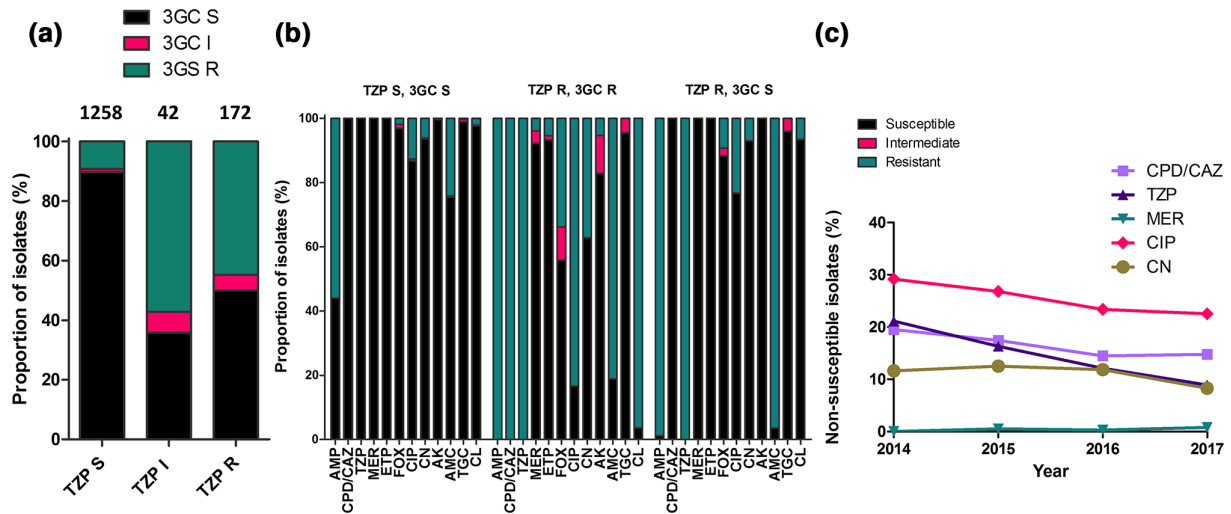 (a)
3GC S
3GC I
3GS R
1258 42 172
Proportion of isolates (%)
100
80
60
40
20
0
TZP S TZP I TZP R
(b)
TZP S, 3GC S TZP R, 3GC R TZP R, 3GC S
Proportion of isolates (%)
100
80
60
40
20
0
AMP CPD/CAZ TZP MER ETP FOX CIP CN AK AMC TGC CL
AMP CPD/CAZ TZP MER ETP FOX CIP CN AK AMC TGC CL
AMP CPD/CAZ TZP MER ETP FOX CIP CN AK AMC TGC CL
Susceptible
Intermediate
Resistant
(c)
CPD/CAZ
TZP
MER
CIP
CN
Non-susceptible isolates (%)
40
30
20
10
0
2014 2015 2016 2017
Year